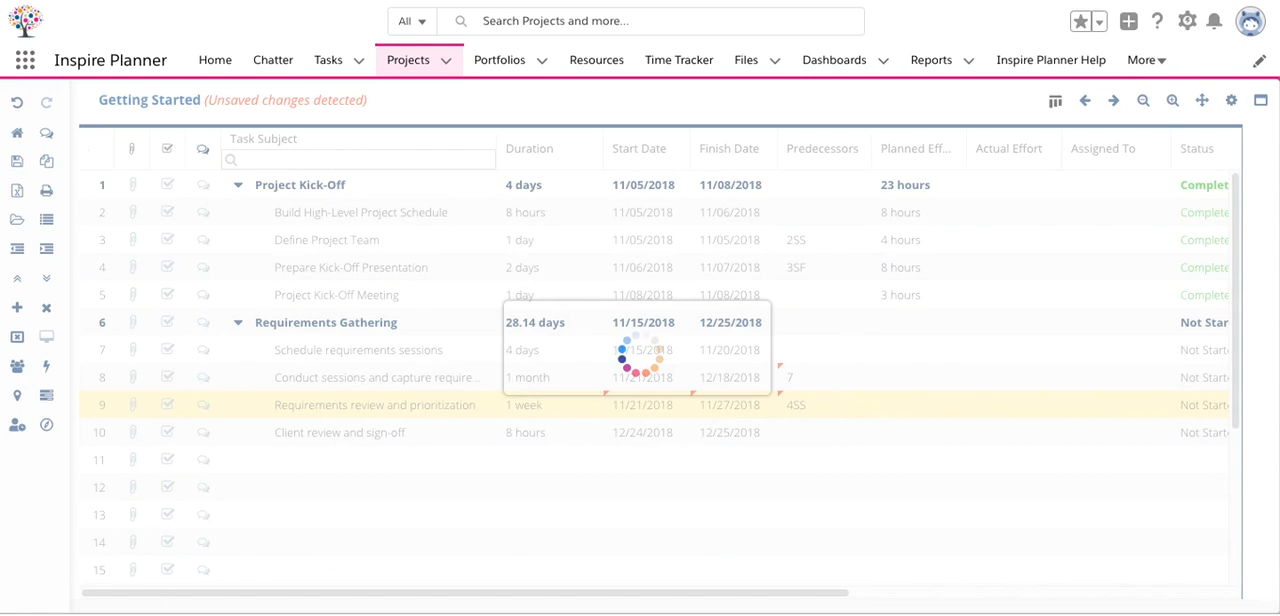 All Search Projects and more...
Inspire Planner Home Chatter Tasks Projects Portfolios Resources Time Tracker Files Dashboards Reports Inspire Planner Help More
Getting Started (Unsaved changes detected)
Task Subject Duration Start Date Finish Date Predecessors Planned Eff... Actual Effort Assigned To Status
1 Project Kick-Off 4 days 11/05/2018 11/08/2018 23 hours Complet
2 Build High-Level Project Schedule 8 hours 11/05/2018 11/06/2018 8 hours Complete
3 Define Project Team 1 day 11/05/2018 11/05/2018 2SS 4 hours Complete
4 Prepare Kick-Off Presentation 2 days 11/06/2018 11/07/2018 3SF 8 hours Complete
5 Project Kick-Off Meeting 1 day 11/08/2018 11/08/2018 3 hours Complete
6 Requirements Gathering 28.14 days 11/15/2018 12/25/2018 Not Star
7 Schedule requirements sessions 4 days 11/15/2018 11/20/2018 Not Start
8 Conduct sessions and capture require... 1 month 11/21/2018 12/18/2018 7 Not Start
9 Requirements review and prioritization 1 week 11/21/2018 11/27/2018 4SS Not Start
10 Client review and sign-off 8 hours 12/24/2018 12/25/2018 Not Start
11
12
13
14
15